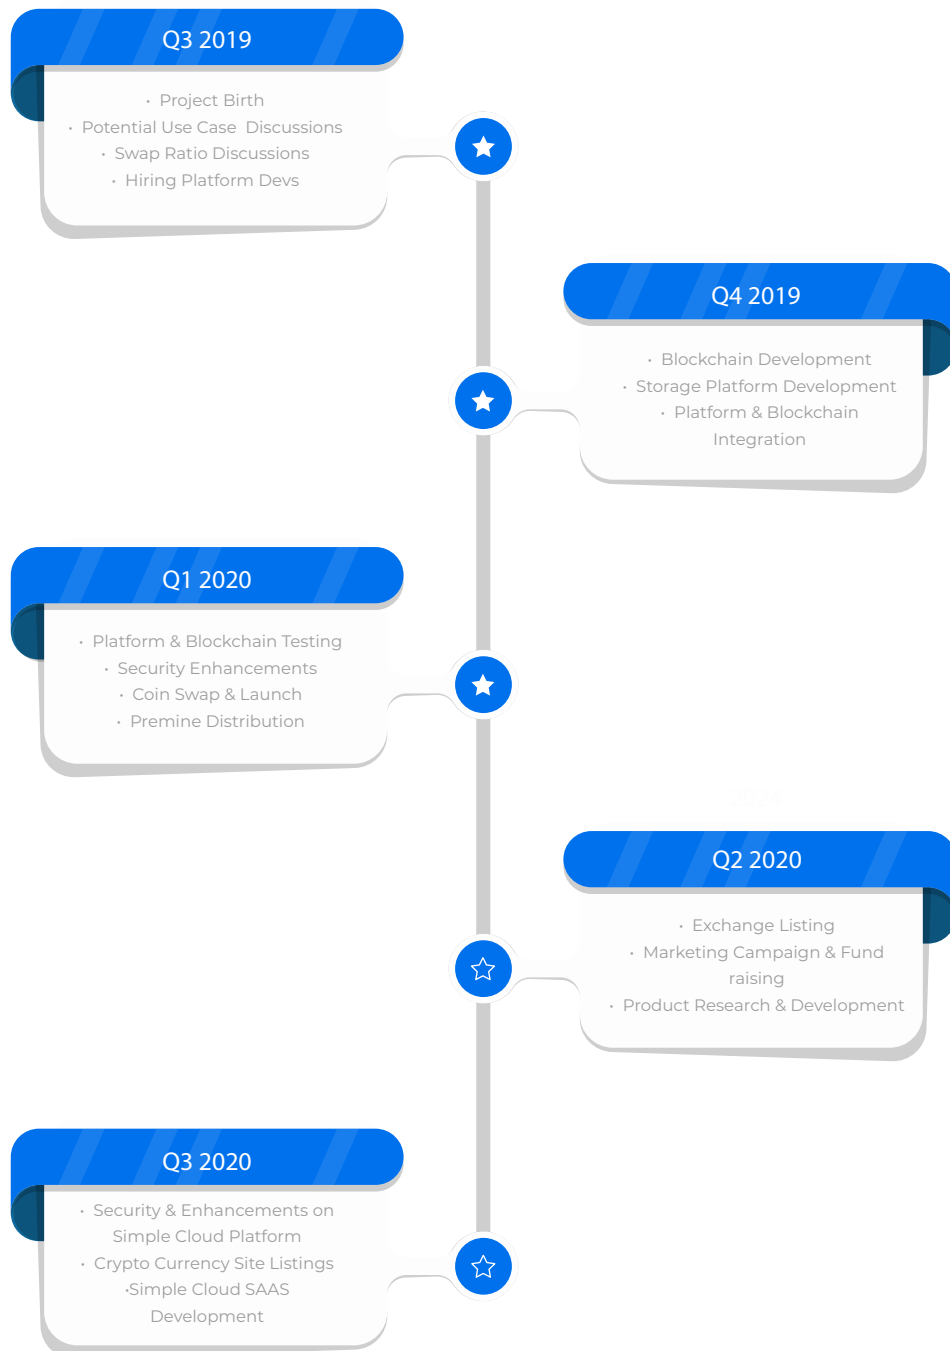 Q3 2019
• Project Birth
• Potential Use Case Discussions
• Swap Ratio Discussions
• Hiring Platform Devs
Q4 2019
• Blockchain Development
• Storage Platform Development
• Platform & Blockchain
Integration
Q1 2020
• Platform & Blockchain Testing
• Security Enhancements
• Coin Swap & Launch
• Premine Distribution
Q2 2020
• Exchange Listing
• Marketing Campaign & Fund
raising
• Product Research & Development
Q3 2020
• Security & Enhancements on
Simple Cloud Platform
• Crypto Currency Site Listings
•Simple Cloud SAAS
Development